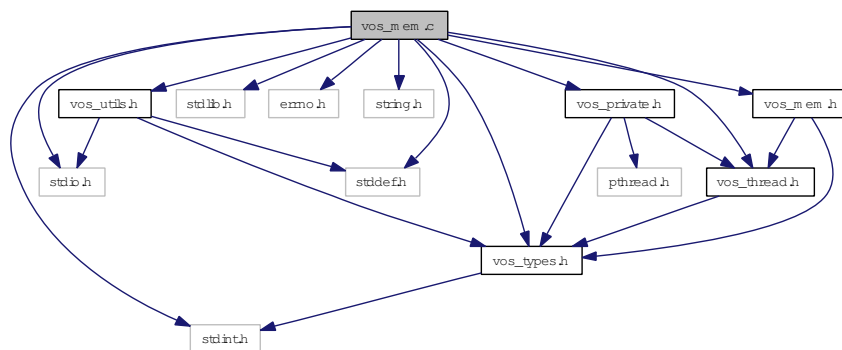 vos_mem.c
vos_utils.h
stdlib.h
errno.h
string.h
vos_private.h
vos_mem.h
stdio.h
stddef.h
pthread.h
vos_thread.h
vos_types.h
stdint.h